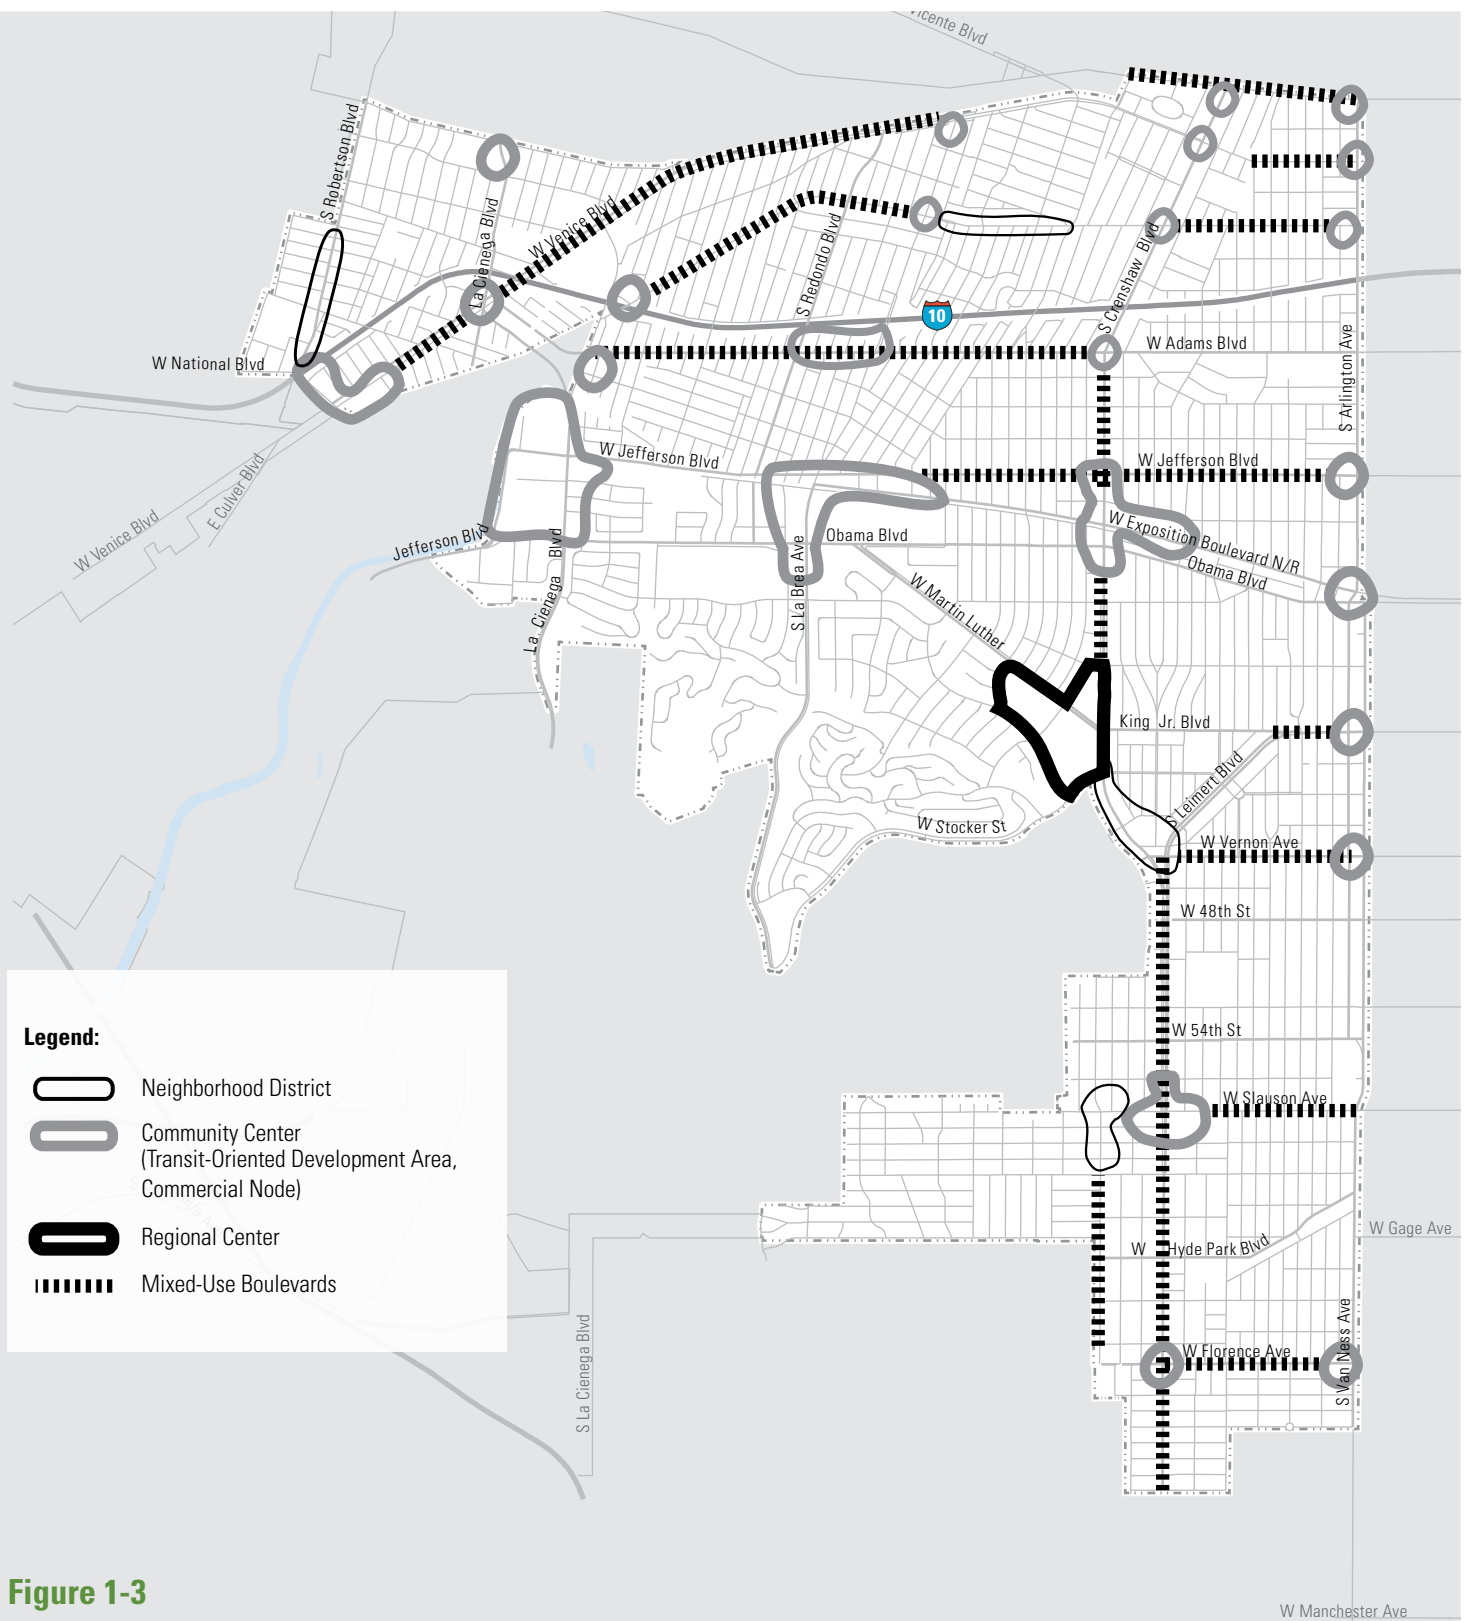 Vicente Blvd
S Robertson Blvd
La Cienega Blvd
W Venice Blvd
S Redondo Blvd
S Crenshaw Blvd
10
W National Blvd
W Adams Blvd
S Arlington Ave
W Jefferson Blvd
W Jefferson Blvd
E Culver Blvd
W Venice Blvd
Jefferson Blvd
La Cienega Blvd
S La Brea Ave
Obama Blvd
W Exposition Boulevard N/R
Obama Blvd
W Martin Luther
King Jr. Blvd
S Leimert Blvd
W Stocker St
W Vernon Ave
W 48th St
W 54th St
W Slauson Ave
W Gage Ave
W Hyde Park Blvd
S La Cienega Blvd
S Van Ness Ave
W Florence Ave
Legend:
Neighborhood District
Community Center
(Transit-Oriented Development Area,
Commercial Node)
Regional Center
Mixed-Use Boulevards
Figure 1-3
W Manchester Ave